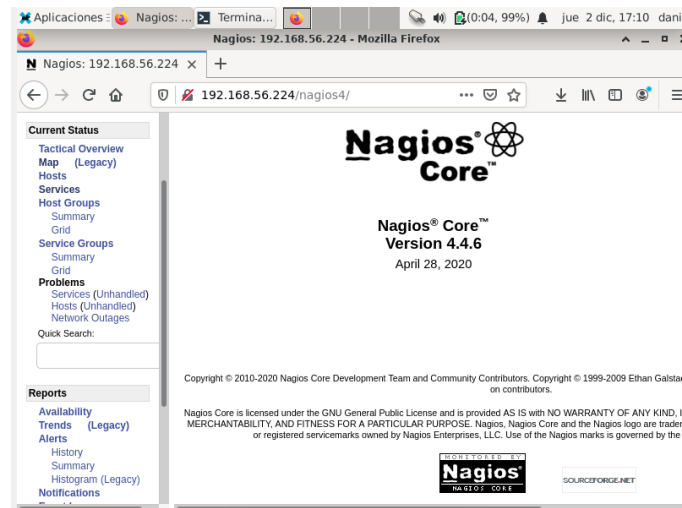 Aplicaciones Nagios: ... Termina... (0:04, 99%) jue 2 dic, 17:10 dani
Nagios: 192.168.56.224 - Mozilla Firefox
N Nagios: 192.168.56.224 × +
192.168.56.224/nagios4/
Current Status
Tactical Overview
Map (Legacy)
Hosts
Services
Host Groups
Summary
Grid
Service Groups
Summary
Grid
Problems
Services (Unhandled)
Hosts (Unhandled)
Network Outages
Quick Search:
Reports
Availability
Trends (Legacy)
Alerts
History
Summary
Histogram (Legacy)
Notifications
Nagios®
Core™
Nagios® Core™
Version 4.4.6
April 28, 2020
Copyright © 2010-2020 Nagios Core Development Team and Community Contributors. Copyright © 1999-2009 Ethan Galsta
on contributors.
Nagios Core is licensed under the GNU General Public License and is provided AS IS with NO WARRANTY OF ANY KIND, I
MERCHANTABILITY, AND FITNESS FOR A PARTICULAR PURPOSE. Nagios, Nagios Core and the Nagios logo are trader
or registered servicemarks owned by Nagios Enterprises, LLC. Use of the Nagios marks is governed by the
MONITORED BY
Nagios®
NAGIOS CORE
SOURCEFORGE.NET